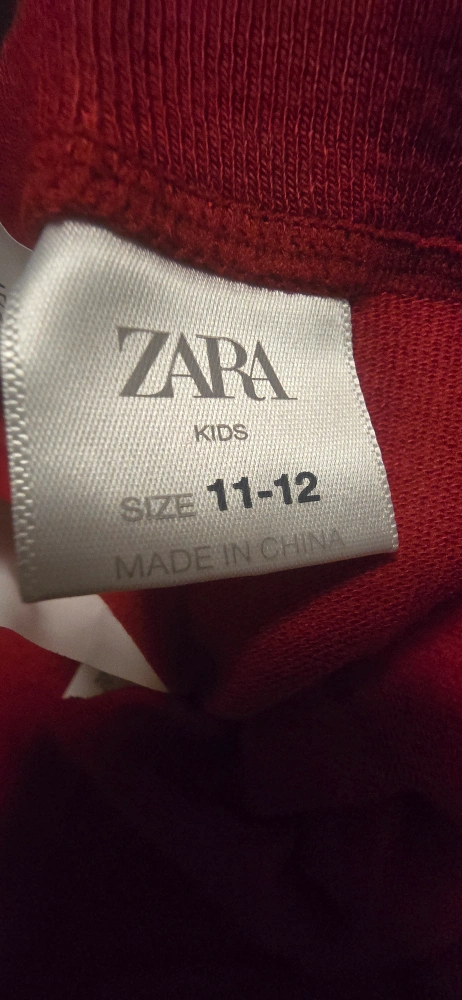 ZARA
KIDS
SIZE 11-12
MADE IN CHINA